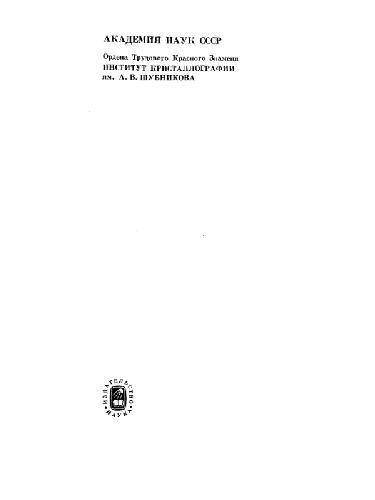 АКАДЕМИЯ НАУК СССР
Ордена Трудового Красного Знамени
ИНСТИТУТ КРИСТАЛЛОГРАФИИ
им. А. В. ШУБНИКОВА
ИЗДАТЕЛЬСТВО
НАУКА